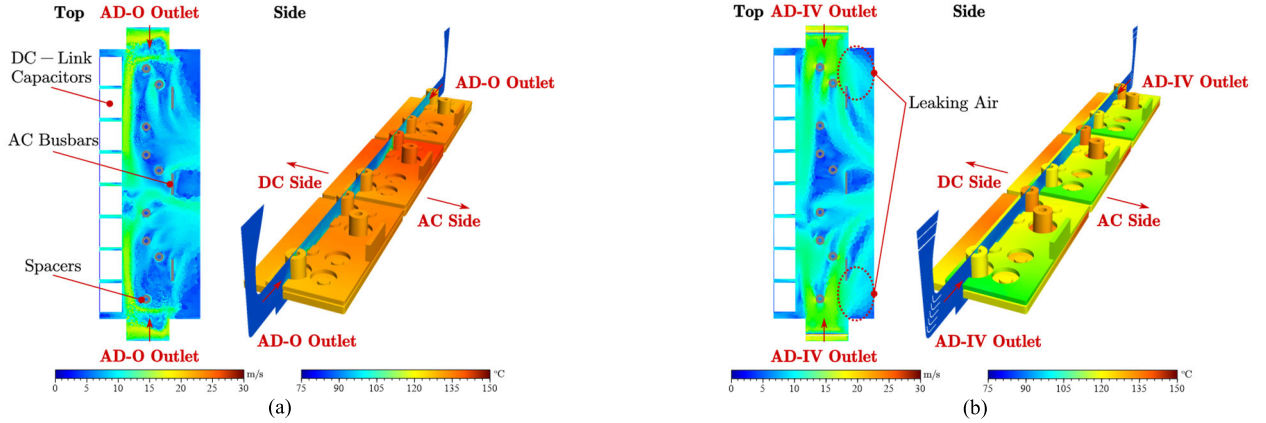 Top AD-O Outlet Side
DC – Link
Capacitors
AC Busbars
Spacers
AD-O Outlet
AD-O Outlet
DC Side
AC Side
AD-O Outlet
0 5 10 15 20 25 30 m/s
75 90 105 120 135 150 °C
(a)
Top AD-IV Outlet Side
AD-IV Outlet
Leaking Air
DC Side
AC Side
AD-IV Outlet
AD-IV Outlet
0 5 10 15 20 25 30 m/s
75 90 105 120 135 150 °C
(b)